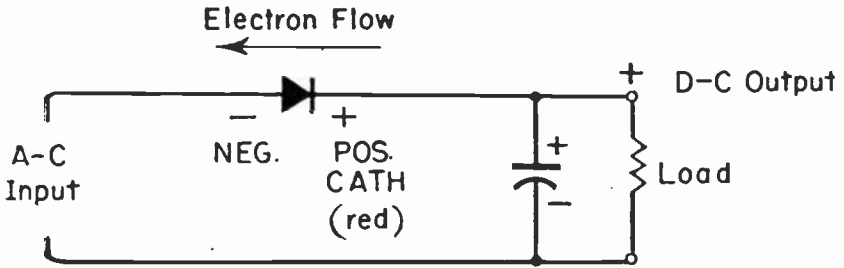 Electron Flow
+
D-C Output
A-C
Input
−
NEG.
+
POS.
CATH
(red)
+
−
Load